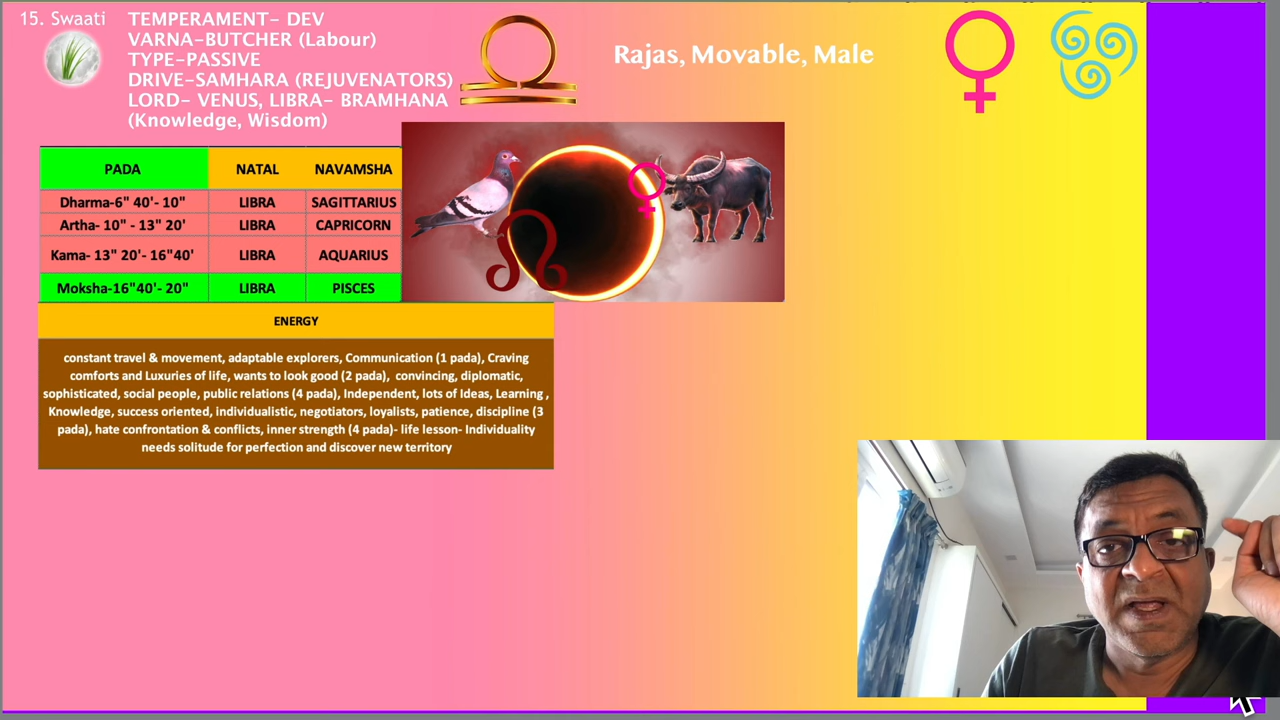 15. Swaati
TEMPERAMENT- DEV
VARNA-BUTCHER (Labour)
TYPE-PASSIVE
DRIVE-SAMHARA (REJUVENATORS)
LORD- VENUS, LIBRA- BRAMHANA
(Knowledge, Wisdom)
Rajas, Movable, Male
PADA NATAL NAVAMSHA
Dharma-6" 40'- 10" LIBRA SAGITTARIUS
Artha- 10" - 13" 20' LIBRA CAPRICORN
Kama- 13" 20'- 16"40' LIBRA AQUARIUS
Moksha-16"40'- 20" LIBRA PISCES
ENERGY
constant travel & movement, adaptable explorers, Communication (1 pada), Craving
comforts and Luxuries of life, wants to look good (2 pada), convincing, diplomatic,
sophisticated, social people, public relations (4 pada), Independent, lots of Ideas, Learning ,
Knowledge, success oriented, individualistic, negotiators, loyalists, patience, discipline (3
pada), hate confrontation & conflicts, inner strength (4 pada)- life lesson- Individuality
needs solitude for perfection and discover new territory